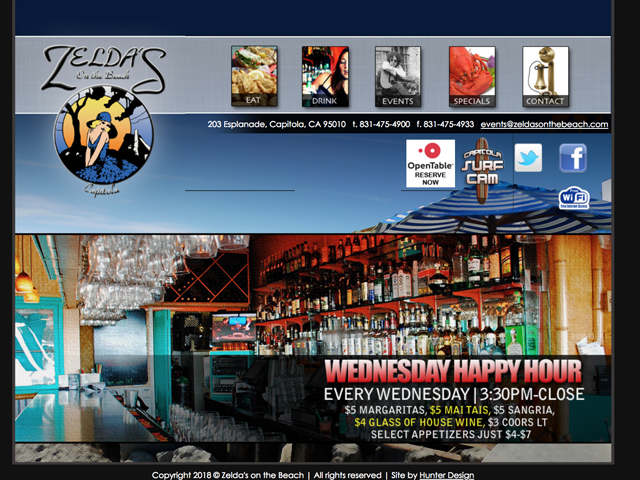 ZELDA'S
On the Beach
Capitola
EAT
DRINK
EVENTS
SPECIALS
CONTACT
203 Esplanade, Capitola, CA 95010 t. 831-475-4900 f. 831-475-4933 events@zeldasonthebeach.com
OpenTable
RESERVE
NOW
CAPITOLA
SURF
CAM
Wi Fi
WEDNESDAY HAPPY HOUR
EVERY WEDNESDAY | 3:30PM-CLOSE
$5 MARGARITAS, $5 MAI TAIS, $5 SANGRIA,
$4 GLASS OF HOUSE WINE, $3 COORS LT
SELECT APPETIZERS JUST $4-$7
Copyright 2018 © Zelda's on the Beach | All rights reserved | Site by Hunter Design